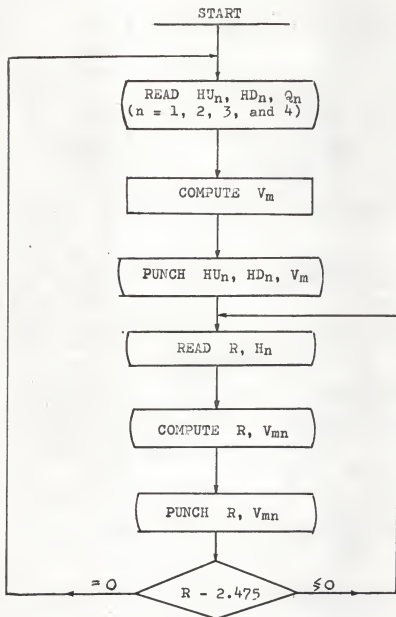 START
READ HUn, HDn, Qn
(n = 1, 2, 3, and 4)
COMPUTE Vm
PUNCH HUn, HDn, Vm
READ R, Hn
COMPUTE R, Vmn
PUNCH R, Vmn
= 0
R - 2.475
≶ 0